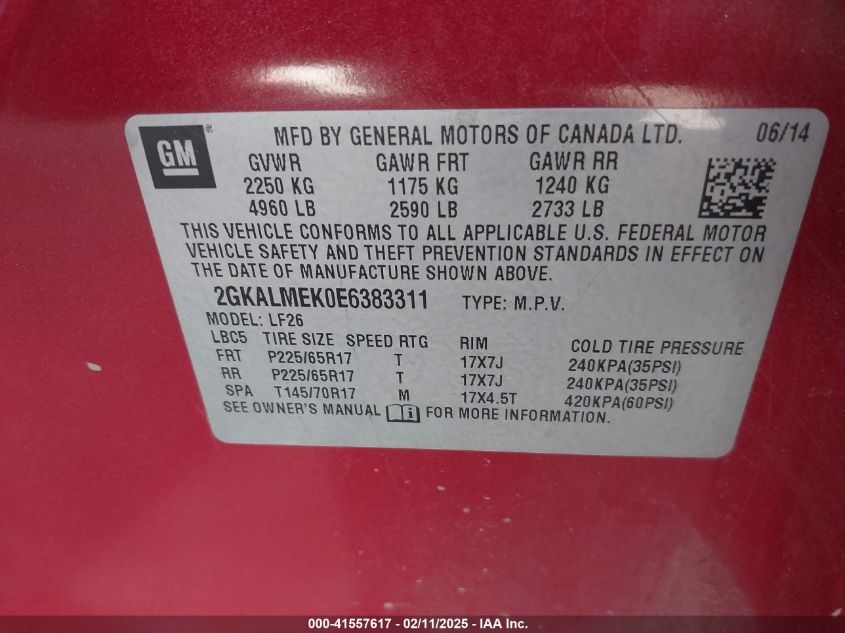 GM®
MFD BY GENERAL MOTORS OF CANADA LTD. 06/14
GVWR GAWR FRT GAWR RR
2250 KG 1175 KG 1240 KG
4960 LB 2590 LB 2733 LB
THIS VEHICLE CONFORMS TO ALL APPLICABLE U.S. FEDERAL MOTOR
VEHICLE SAFETY AND THEFT PREVENTION STANDARDS IN EFFECT ON
THE DATE OF MANUFACTURE SHOWN ABOVE.
2GKALMEK0E6383311 TYPE: M.P.V.
MODEL: LF26
LBC5 TIRE SIZE SPEED RTG RIM COLD TIRE PRESSURE
FRT P225/65R17 T 17X7J 240KPA(35PSI)
RR P225/65R17 T 17X7J 240KPA(35PSI)
SPA T145/70R17 M 17X4.5T 420KPA(60PSI)
SEE OWNER'S MANUAL FOR MORE INFORMATION.
000-41557617 - 02/11/2025 - IAA Inc.